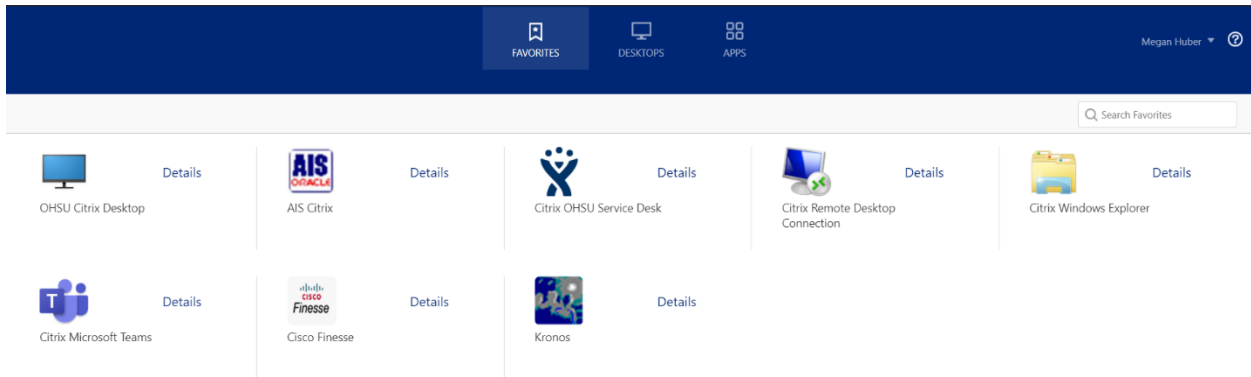 FAVORITES
DESKTOPS
APPS
Megan Huber
Search Favorites
Details
OHSU Citrix Desktop
AIS
ORACLE
Details
AIS Citrix
Details
Citrix OHSU Service Desk
Details
Citrix Remote Desktop
Connection
Details
Citrix Windows Explorer
T
Details
Citrix Microsoft Teams
CISCO
Finesse
Details
Cisco Finesse
Details
Kronos